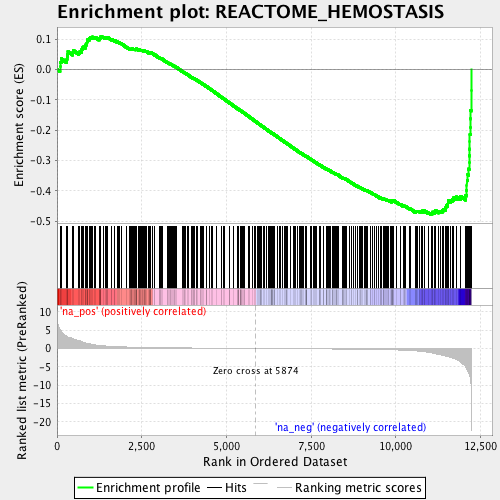 Enrichment plot: REACTOME_HEMOSTASIS
Enrichment score (ES)
0.1
0.0
-0.1
-0.2
-0.3
-0.4
-0.5
'na_pos' (positively correlated)
Ranked list metric (PreRanked)
10
5
0
-5
-10
-15
-20
Zero cross at 5874
'na_neg' (negatively correlated)
0
2,500
5,000
7,500
10,000
12,500
Rank in Ordered Dataset
Enrichment profile
Hits
Ranking metric scores